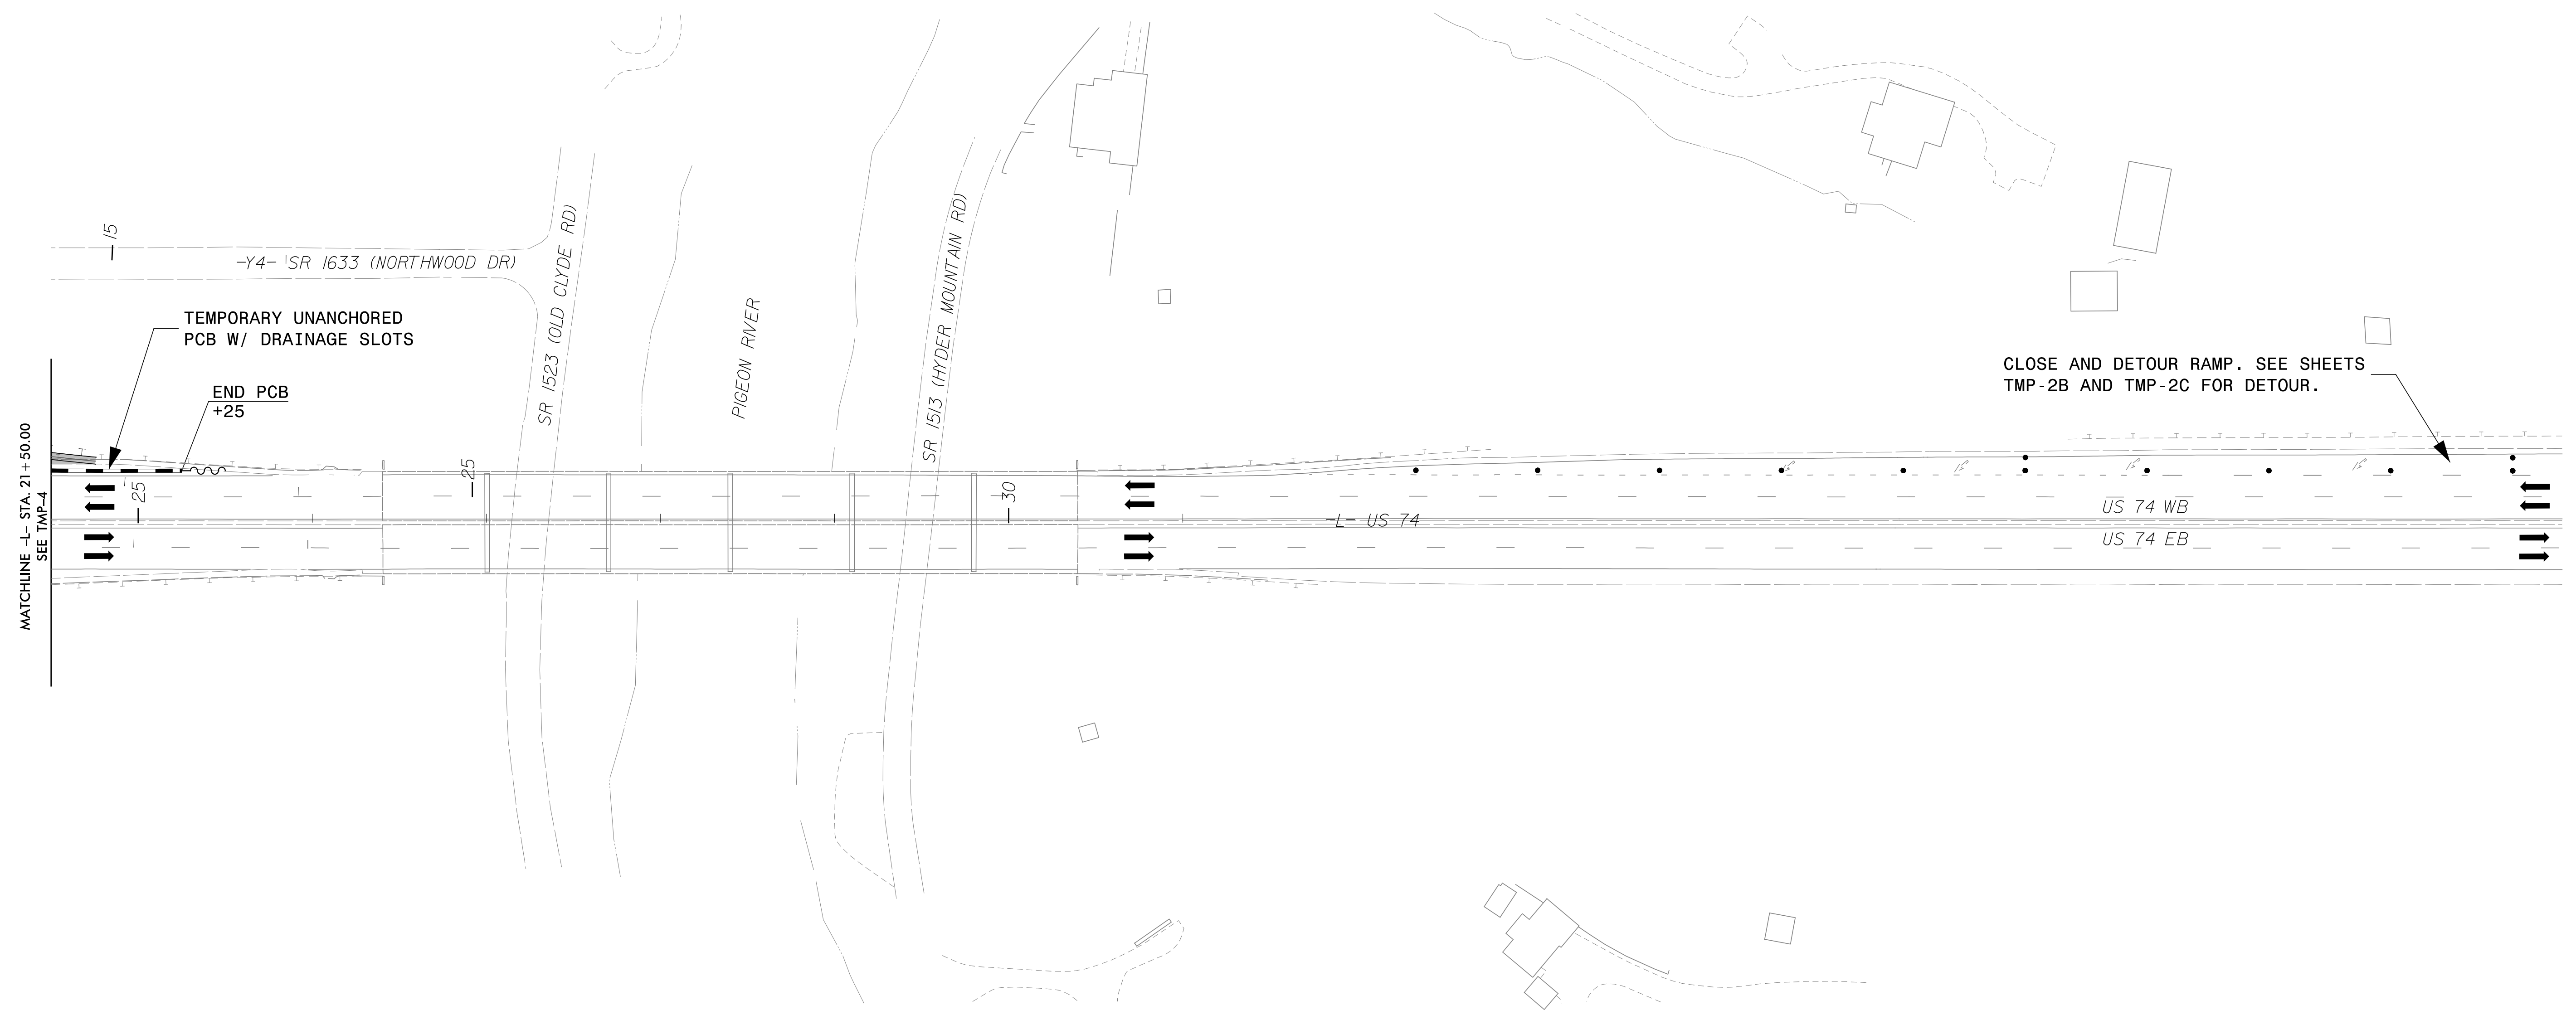 15
-Y4- SR 1633 (NORTHWOOD DR)
SR 1523 (OLD CLYDE RD)
PIGEON RIVER
SR 1513 (HYDER MOUNTAIN RD)
TEMPORARY UNANCHORED
PCB W/ DRAINAGE SLOTS
END PCB
+25
CLOSE AND DETOUR RAMP. SEE SHEETS
TMP-2B AND TMP-2C FOR DETOUR.
MATCHLINE -L- STA. 21+50.00
SEE TMP-4
25
25
30
-L- US 74
US 74 WB
US 74 EB